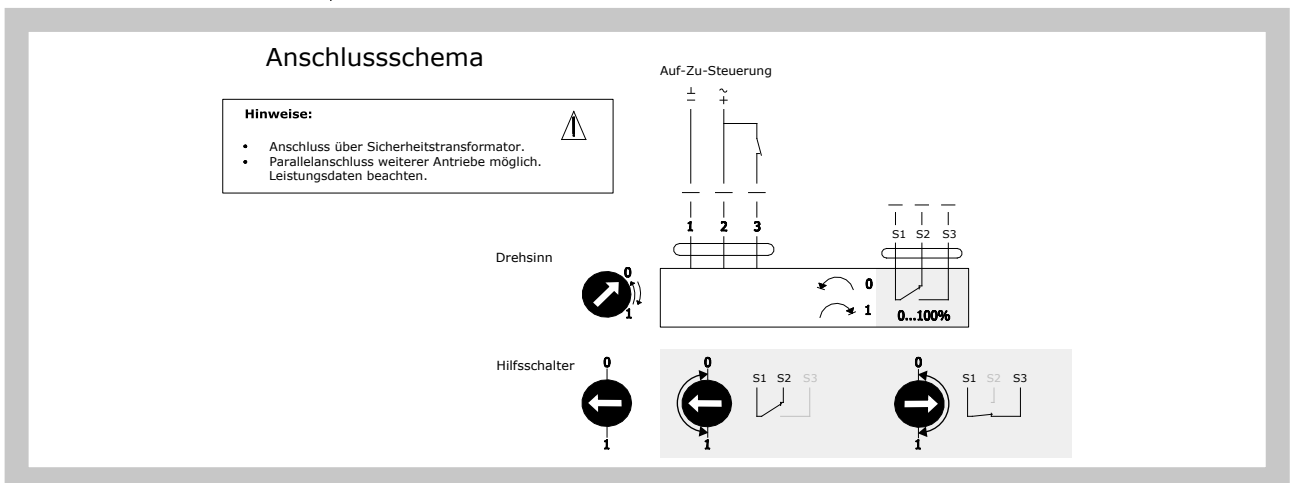 Anschlussschema
Hinweise:
• Anschluss über Sicherheitstransformator.
• Parallelanschluss weiterer Antriebe möglich.
Leistungsdaten beachten.
Auf-Zu-Steuerung
⊥ ~
− +
1 2 3
S1 S2 S3
Drehsinn
0
1
0
1
0...100%
Hilfsschalter
0
1
0
1
S1 S2 S3
0
1
S1 S2 S3